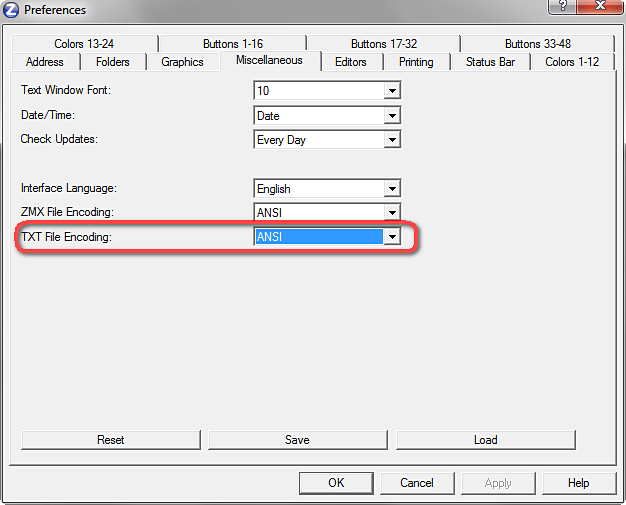 Preferences
Colors 13-24 Buttons 1-16 Buttons 17-32 Buttons 33-48
Address Folders Graphics Miscellaneous Editors Printing Status Bar Colors 1-12
Text Window Font: 10
Date/Time: Date
Check Updates: Every Day
Interface Language: English
ZMX File Encoding: ANSI
TXT File Encoding: ANSI
Reset Save Load
OK Cancel Apply Help